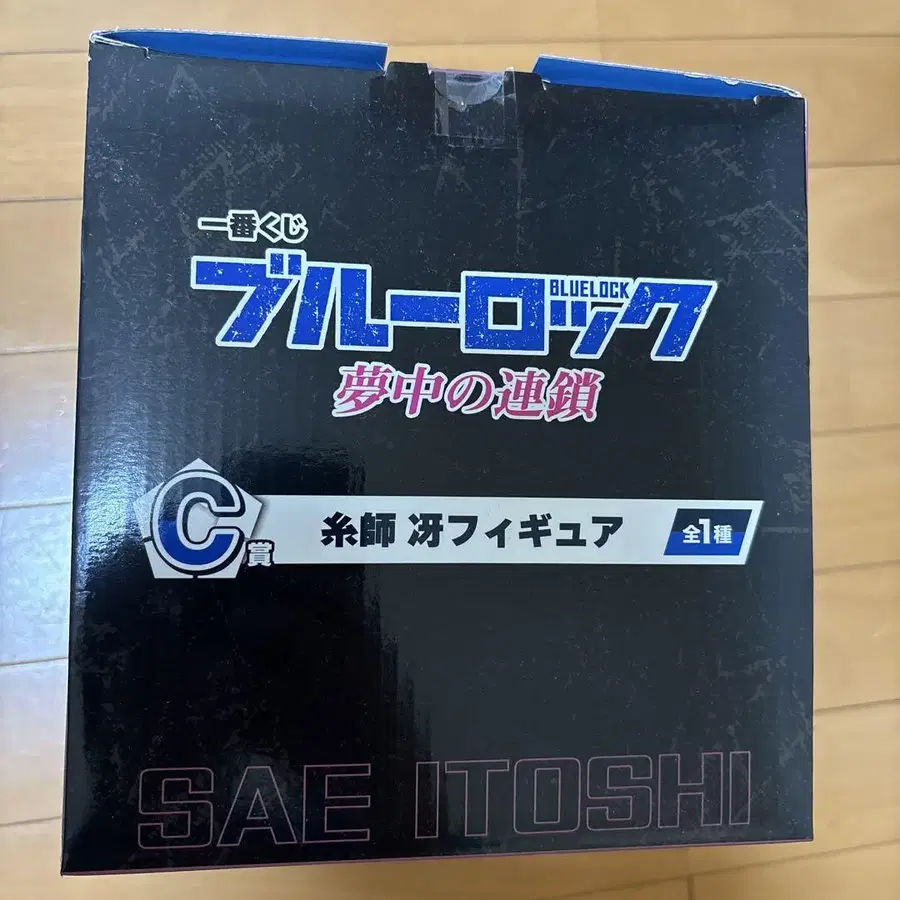 一番くじ
ブルーロック
BLUELOCK
夢中の連鎖
C賞
糸師 冴フィギュア
全1種
SAE ITOSHI